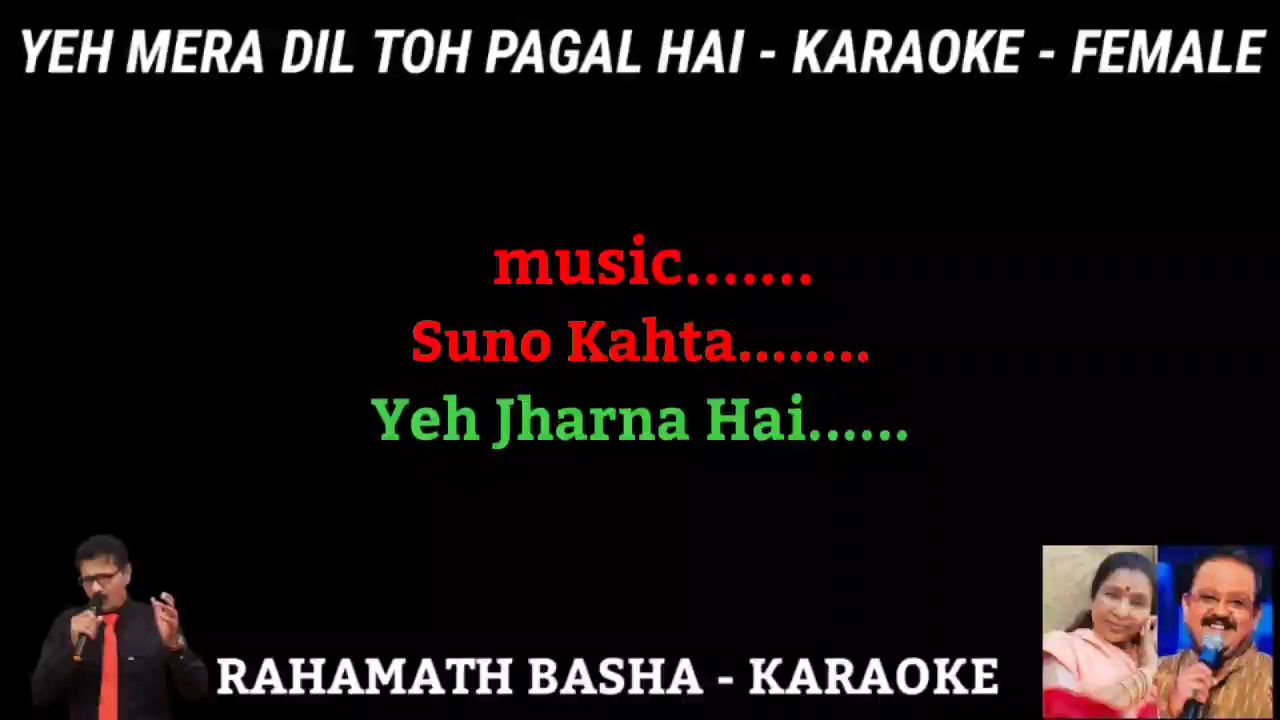 YEH MERA DIL TOH PAGAL HAI - KARAOKE - FEMALE
music.......
Suno Kahta........
Yeh Jharna Hai......
RAHAMATH BASHA - KARAOKE